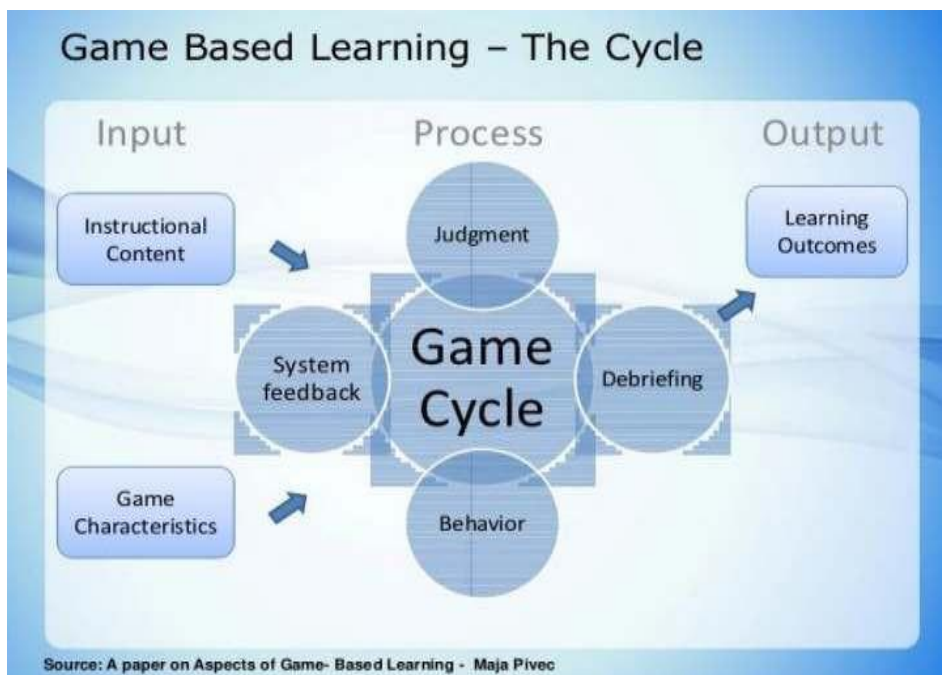 Game Based Learning – The Cycle
Input
Process
Output
Instructional
Content
Judgment
Learning
Outcomes
System
feedback
Game
Cycle
Debriefing
Game
Characteristics
Behavior
Source: A paper on Aspects of Game- Based Learning - Maja Pivec